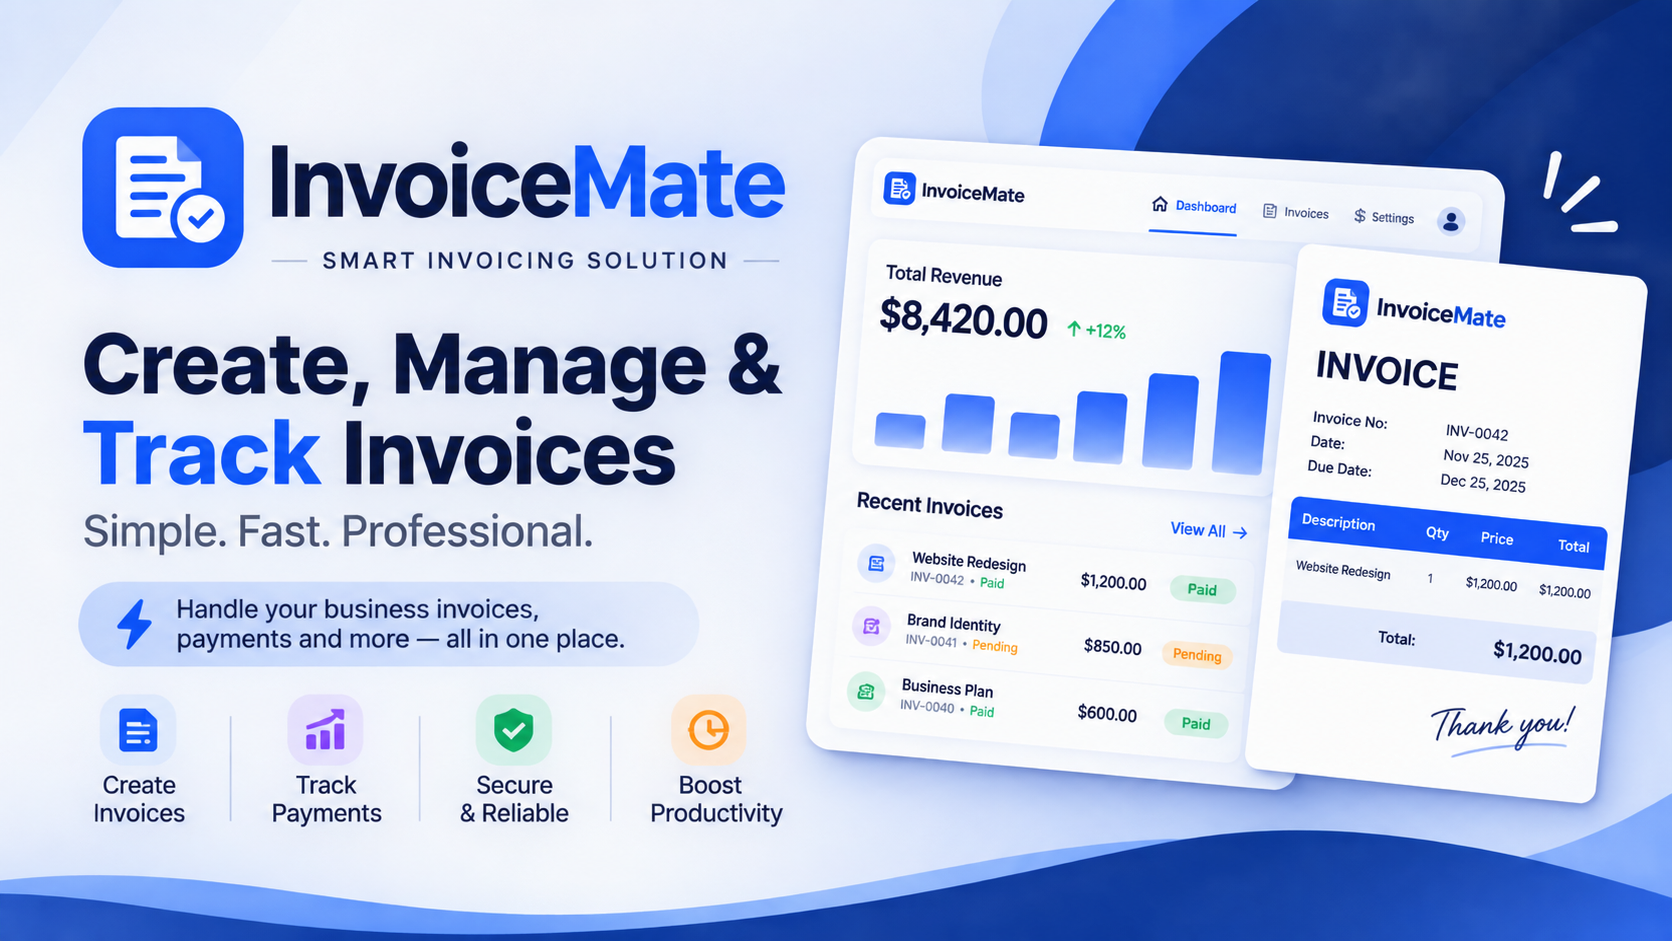 InvoiceMate
SMART INVOICING SOLUTION
Create, Manage &
Track Invoices
Simple. Fast. Professional.
Handle your business invoices,
payments and more — all in one place.
Create
Invoices
Track
Payments
Secure
& Reliable
Boost
Productivity
InvoiceMate
Dashboard
Invoices
$ Settings
Total Revenue
$8,420.00 ↑ +12%
Recent Invoices
View All →
Website Redesign
INV-0042 • Paid
$1,200.00
Paid
Brand Identity
INV-0041 • Pending
$850.00
Pending
Business Plan
INV-0040 • Paid
$600.00
Paid
InvoiceMate
INVOICE
Invoice No: INV-0042
Date: Nov 25, 2025
Due Date: Dec 25, 2025
Description Qty Price Total
Website Redesign 1 $1,200.00 $1,200.00
Total: $1,200.00
Thank you!